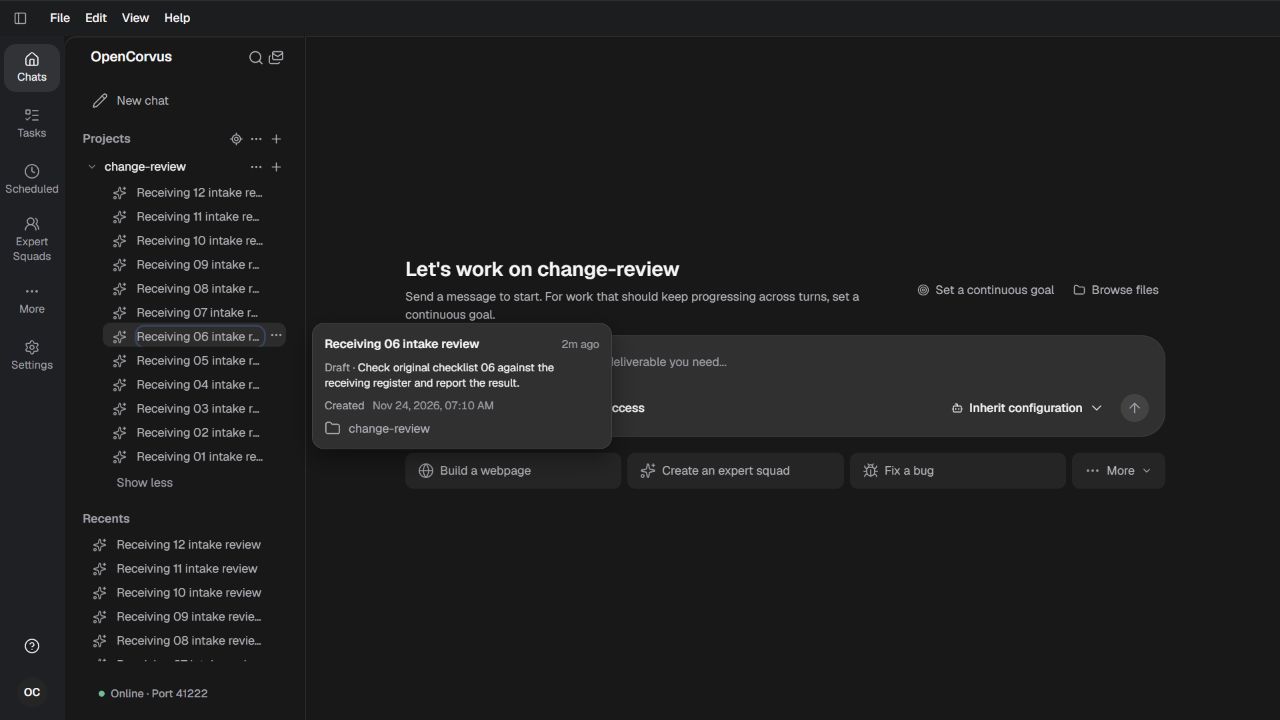 File Edit View Help
Chats
Tasks
Scheduled
Expert
Squads
More
Settings
OC
OpenCorvus
New chat
Projects
change-review
Receiving 12 intake re...
Receiving 11 intake re...
Receiving 10 intake re...
Receiving 09 intake r...
Receiving 08 intake r...
Receiving 07 intake r...
Receiving 06 intake r...
Receiving 05 intake r...
Receiving 04 intake r...
Receiving 03 intake r...
Receiving 02 intake r...
Receiving 01 intake re...
Show less
Recents
Receiving 12 intake review
Receiving 11 intake review
Receiving 10 intake review
Receiving 09 intake revie...
Receiving 08 intake revie...
Online · Port 41222
Let's work on change-review
Send a message to start. For work that should keep progressing across turns, set a
continuous goal.
Set a continuous goal
Browse files
Receiving 06 intake review 2m ago
Draft · Check original checklist 06 against the
receiving register and report the result.
Created Nov 24, 2026, 07:10 AM
change-review
deliverable you need...
ccess
Inherit configuration
Build a webpage
Create an expert squad
Fix a bug
More